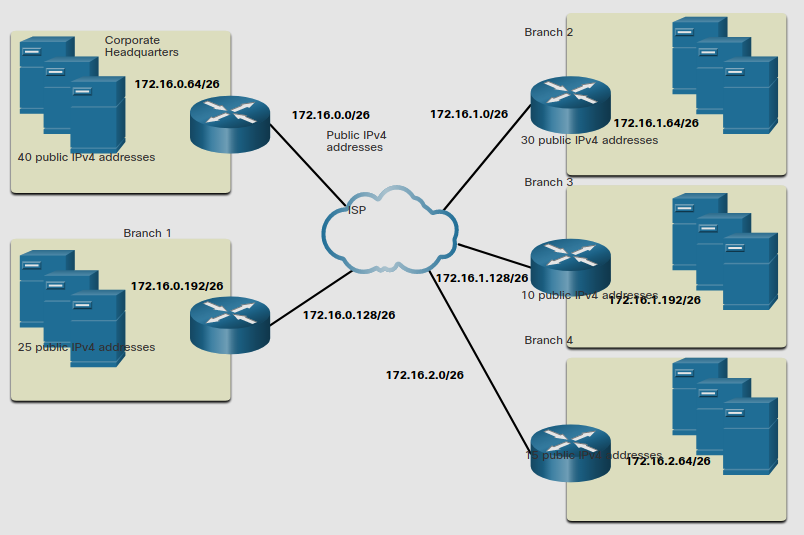 Corporate
Headquarters
172.16.0.64/26
40 public IPv4 addresses
172.16.0.0/26
Public IPv4
addresses
172.16.1.0/26
Branch 2
172.16.1.64/26
30 public IPv4 addresses
Branch 3
ISP
Branch 1
172.16.0.192/26
25 public IPv4 addresses
172.16.0.128/26
172.16.1.128/26
10 public IPv4 addresses
172.16.1.192/26
Branch 4
172.16.2.0/26
15 public IPv4 addresses
172.16.2.64/26